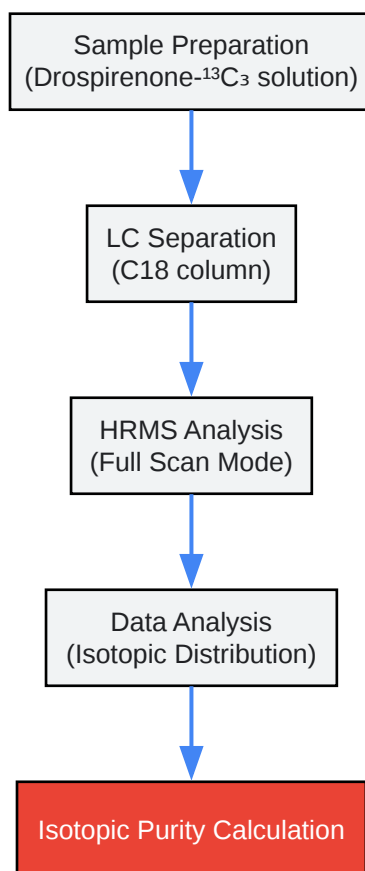 Sample Preparation
(Drospirenone-¹³C₃ solution)
LC Separation
(C18 column)
HRMS Analysis
(Full Scan Mode)
Data Analysis
(Isotopic Distribution)
Isotopic Purity Calculation